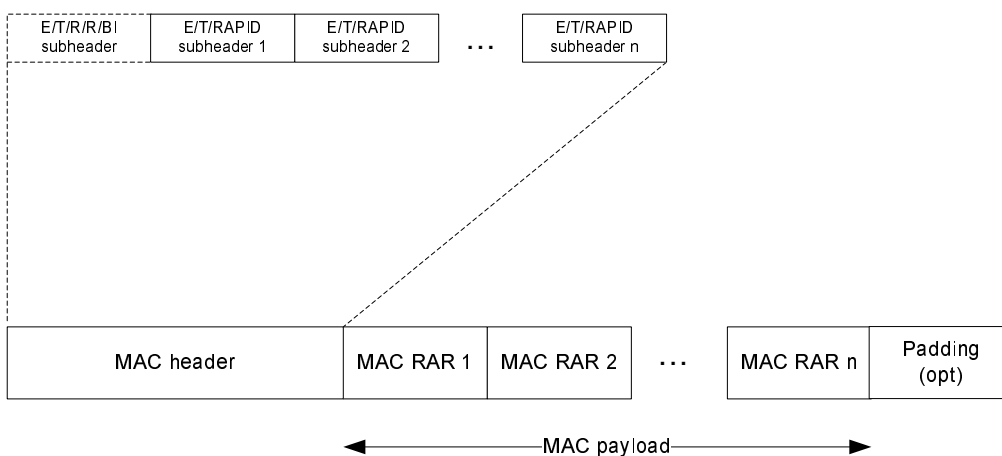 E/T/R/R/BI
subheader
E/T/RAPID
subheader 1
E/T/RAPID
subheader 2
...
E/T/RAPID
subheader n
MAC header
MAC RAR 1
MAC RAR 2
...
MAC RAR n
Padding
(opt)
MAC payload